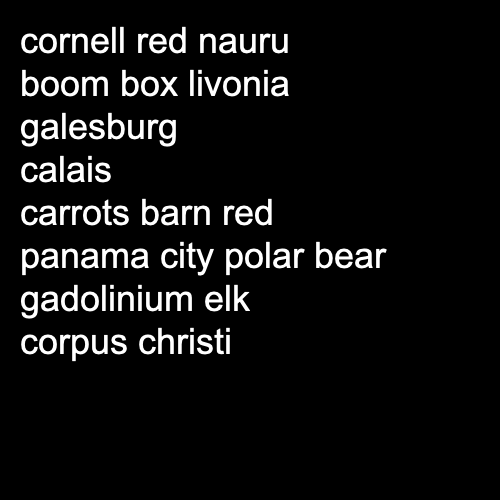 cornell red nauru
boom box livonia
galesburg
calais
carrots barn red
panama city polar bear
gadolinium elk
corpus christi